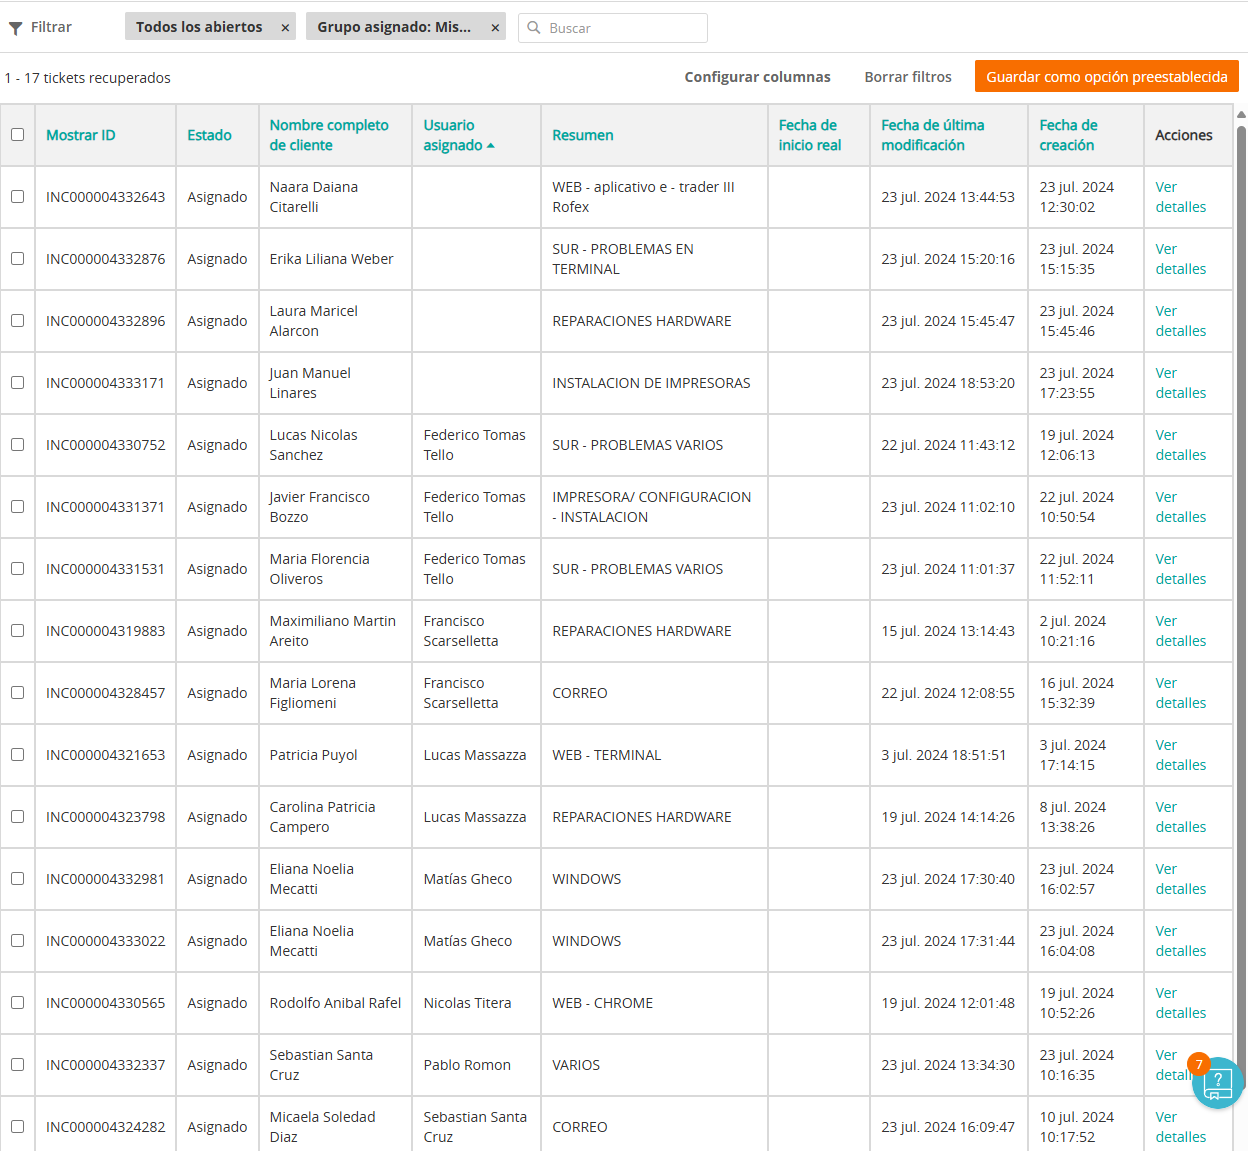 Filtrar
Todos los abiertos ×
Grupo asignado: Mis... ×
Buscar
1 - 17 tickets recuperados
Configurar columnas
Borrar filtros
Guardar como opción preestablecida
Mostrar ID
Estado
Nombre completo
de cliente
Usuario
asignado
Resumen
Fecha de
inicio real
Fecha de última
modificación
Fecha de
creación
Acciones
INC000004332643
Asignado
Naara Daiana
Citarelli
WEB - aplicativo e - trader III
Rofex
23 jul. 2024 13:44:53
23 jul. 2024
12:30:02
Ver
detalles
INC000004332876
Asignado
Erika Liliana Weber
SUR - PROBLEMAS EN
TERMINAL
23 jul. 2024 15:20:16
23 jul. 2024
15:15:35
Ver
detalles
INC000004332896
Asignado
Laura Maricel
Alarcon
REPARACIONES HARDWARE
23 jul. 2024 15:45:47
23 jul. 2024
15:45:46
Ver
detalles
INC000004333171
Asignado
Juan Manuel
Linares
INSTALACION DE IMPRESORAS
23 jul. 2024 18:53:20
23 jul. 2024
17:23:55
Ver
detalles
INC000004330752
Asignado
Lucas Nicolas
Sanchez
Federico Tomas
Tello
SUR - PROBLEMAS VARIOS
22 jul. 2024 11:43:12
19 jul. 2024
12:06:13
Ver
detalles
INC000004331371
Asignado
Javier Francisco
Bozzo
Federico Tomas
Tello
IMPRESORA/ CONFIGURACION
- INSTALACION
23 jul. 2024 11:02:10
22 jul. 2024
10:50:54
Ver
detalles
INC000004331531
Asignado
Maria Florencia
Oliveros
Federico Tomas
Tello
SUR - PROBLEMAS VARIOS
23 jul. 2024 11:01:37
22 jul. 2024
11:52:11
Ver
detalles
INC000004319883
Asignado
Maximiliano Martin
Areito
Francisco
Scarselletta
REPARACIONES HARDWARE
15 jul. 2024 13:14:43
2 jul. 2024
10:21:16
Ver
detalles
INC000004328457
Asignado
Maria Lorena
Figliomeni
Francisco
Scarselletta
CORREO
22 jul. 2024 12:08:55
16 jul. 2024
15:32:39
Ver
detalles
INC000004321653
Asignado
Patricia Puyol
Lucas Massazza
WEB - TERMINAL
3 jul. 2024 18:51:51
3 jul. 2024
17:14:15
Ver
detalles
INC000004323798
Asignado
Carolina Patricia
Campero
Lucas Massazza
REPARACIONES HARDWARE
19 jul. 2024 14:14:26
8 jul. 2024
13:38:26
Ver
detalles
INC000004332981
Asignado
Eliana Noelia
Mecatti
Matías Gheco
WINDOWS
23 jul. 2024 17:30:40
23 jul. 2024
16:02:57
Ver
detalles
INC000004333022
Asignado
Eliana Noelia
Mecatti
Matías Gheco
WINDOWS
23 jul. 2024 17:31:44
23 jul. 2024
16:04:08
Ver
detalles
INC000004330565
Asignado
Rodolfo Anibal Rafel
Nicolas Titera
WEB - CHROME
19 jul. 2024 12:01:48
19 jul. 2024
10:52:26
Ver
detalles
INC000004332337
Asignado
Sebastian Santa
Cruz
Pablo Romon
VARIOS
23 jul. 2024 13:34:30
23 jul. 2024
10:16:35
Ver
7
?
INC000004324282
Asignado
Micaela Soledad
Diaz
Sebastian Santa
Cruz
CORREO
23 jul. 2024 16:09:47
10 jul. 2024
10:17:52
Ver
detalles